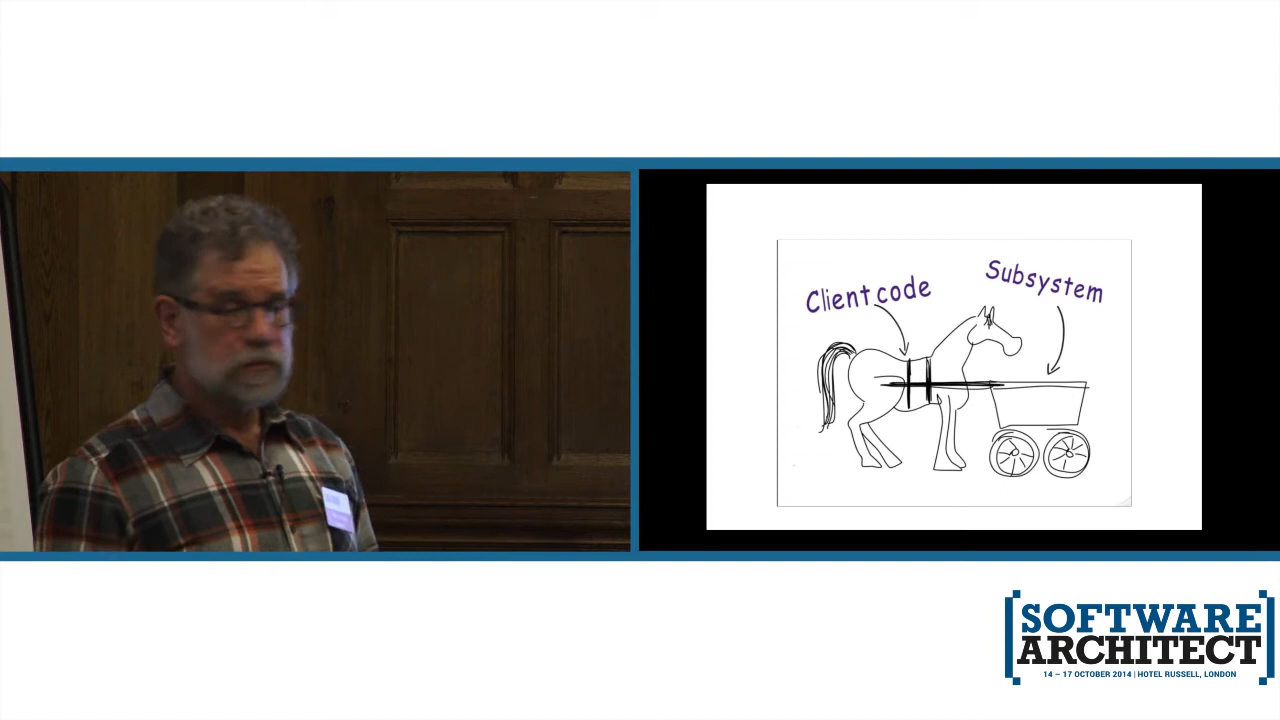 Client code
Subsystem
[SOFTWARE
ARCHITECT]
14 – 17 OCTOBER 2014 | HOTEL RUSSELL, LONDON